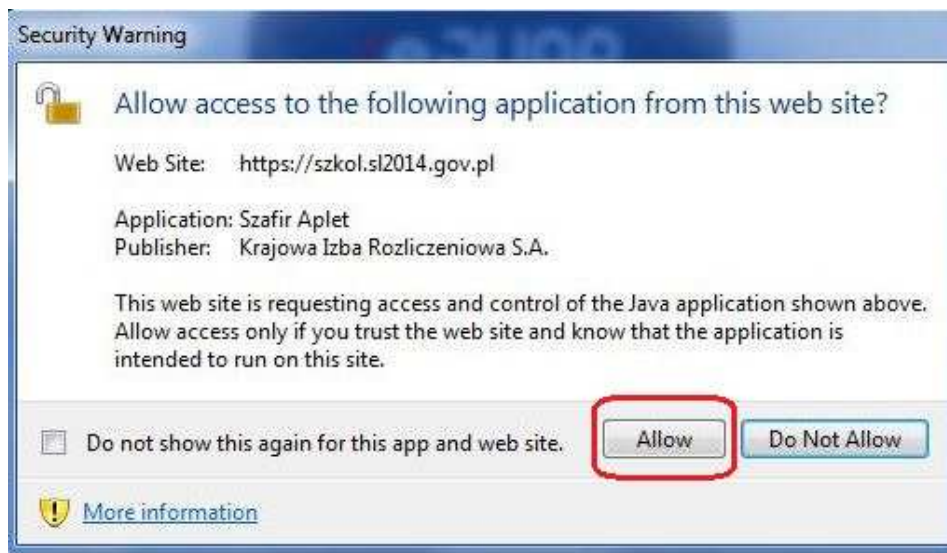 Security Warning
Allow access to the following application from this web site?
Web Site: https://szkol.sl2014.gov.pl
Application: Szafir Aplet
Publisher: Krajowa Izba Rozliczeniowa S.A.
This web site is requesting access and control of the Java application shown above.
Allow access only if you trust the web site and know that the application is
intended to run on this site.
Do not show this again for this app and web site. Allow Do Not Allow
More information